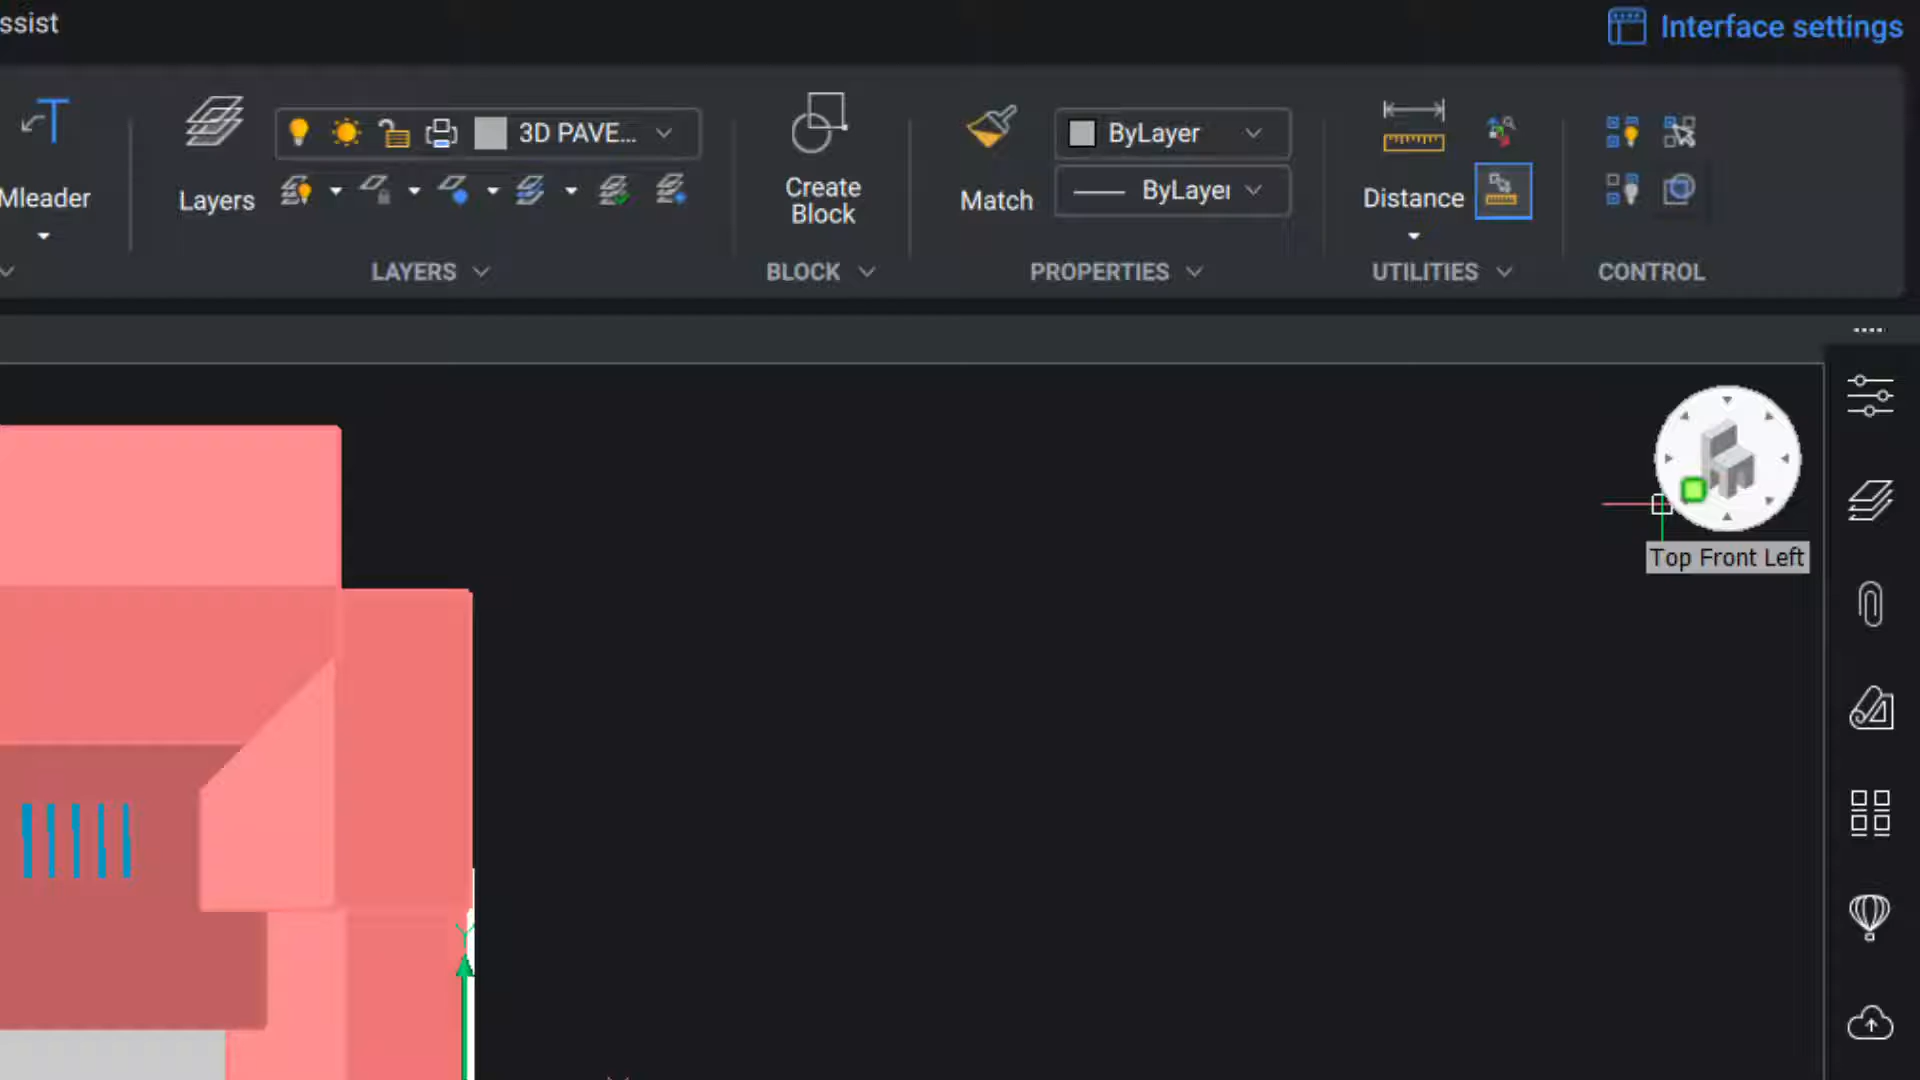 ssist
Interface settings
Mleader
Layers
3D PAVE...
Create
Block
Match
ByLayer
ByLayer
Distance
LAYERS
BLOCK
PROPERTIES
UTILITIES
CONTROL
Top Front Left
Y